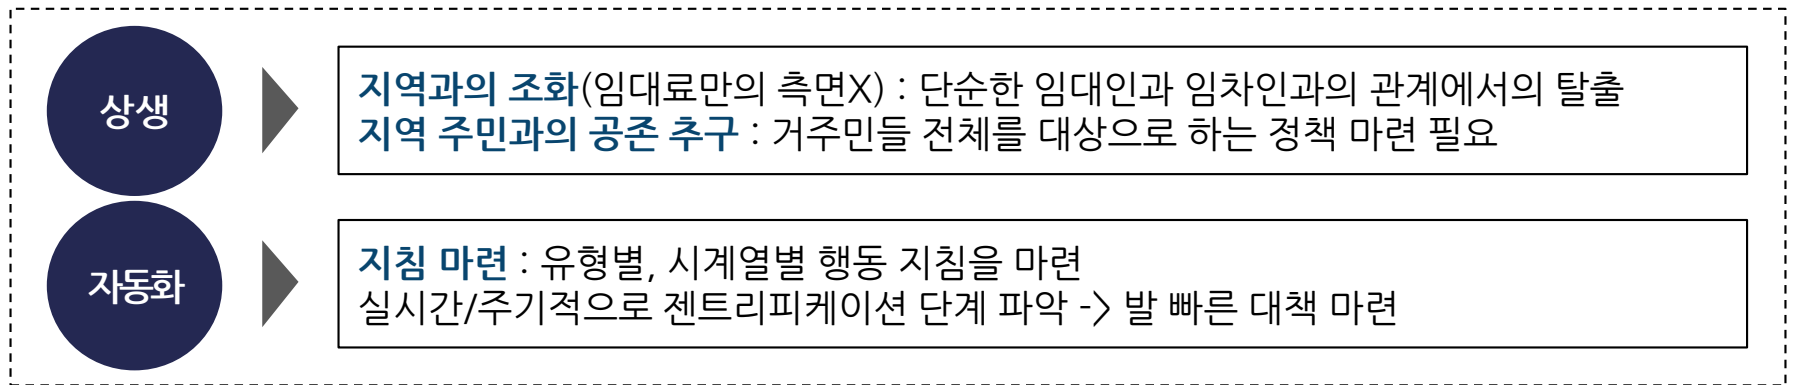 상생
지역과의 조화(임대료만의 측면X) : 단순한 임대인과 임차인과의 관계에서의 탈출
지역 주민과의 공존 추구 : 거주민들 전체를 대상으로 하는 정책 마련 필요
자동화
지침 마련 : 유형별, 시계열별 행동 지침을 마련
실시간/주기적으로 젠트리피케이션 단계 파악 -> 발 빠른 대책 마련